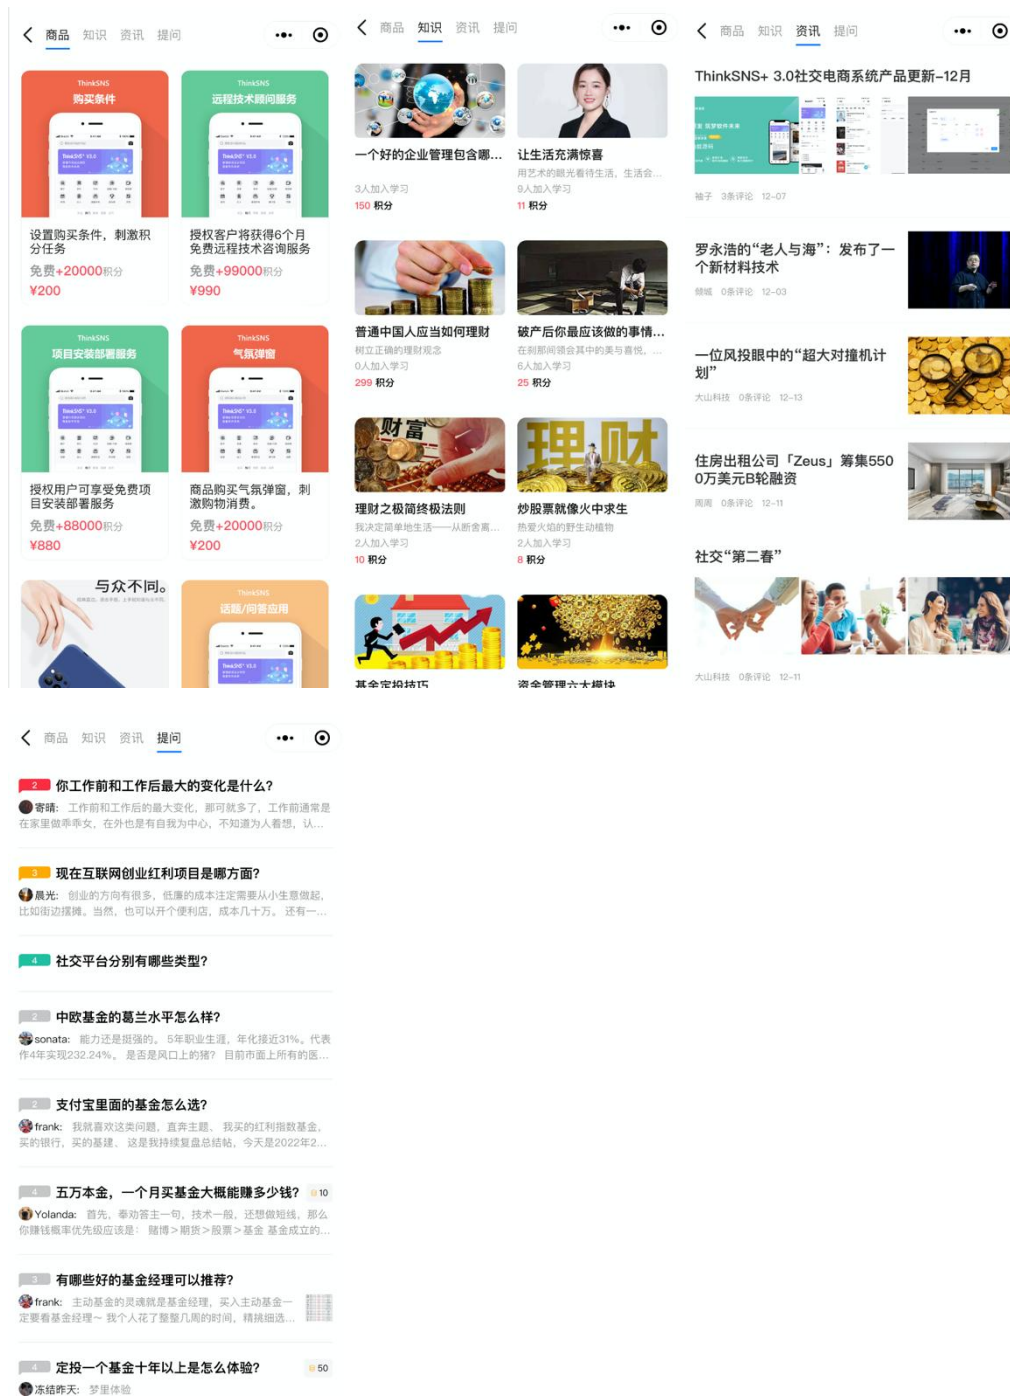 商品 知识 资讯 提问
ThinkSNS
购买条件
ThinkSNS
远程技术顾问服务
设置购买条件，刺激积
分任务
免费+20000积分
¥200
授权客户将获得6个月
免费远程技术咨询服务
免费+99000积分
¥990
ThinkSNS
项目安装部署服务
ThinkSNS
气氛弹窗
授权用户可享受免费项
目安装部署服务
免费+88000积分
¥880
商品购买气氛弹窗，刺
激购物消费。
免费+20000积分
¥200
与众不同。
ThinkSNS
话题/问答应用
商品 知识 资讯 提问
一个好的企业管理包含哪...
3人加入学习
150 积分
让生活充满惊喜
用艺术的眼光看待生活，生活会...
9人加入学习
11 积分
普通中国人应当如何理财
树立正确的理财观念
0人加入学习
299 积分
破产后你最应该做的事情...
在刹那间领会其中的美与喜悦，...
6人加入学习
25 积分
财富
理财之极简终极法则
我决定简单地生活——从断舍离...
2人加入学习
10 积分
理财
炒股票就像火中求生
热爱火焰的野生动植物
2人加入学习
8 积分
基金定投技巧
资金管理六大模块
商品 知识 资讯 提问
ThinkSNS+ 3.0社交电商系统产品更新-12月
袖子 3条评论 12-07
罗永浩的“老人与海”：发布了一
个新材料技术
倾城 0条评论 12-03
一位风投眼中的“超大对撞机计
划”
大山科技 0条评论 12-13
住房出租公司「Zeus」筹集550
0万美元B轮融资
周周 0条评论 12-11
社交“第二春”
大山科技 0条评论 12-11
商品 知识 资讯 提问
2 你工作前和工作后最大的变化是什么？
寄晴： 工作前和工作后的最大变化，那可就多了，工作前通常是
在家里做乖乖女，在外也是有自我为中心，不知道为人着想，认...
3 现在互联网创业红利项目是哪方面？
晨光： 创业的方向有很多，低廉的成本注定需要从小生意做起，
比如街边摆摊。当然，也可以开个便利店，成本几十万。 还有一...
4 社交平台分别有哪些类型？
2 中欧基金的葛兰水平怎么样？
sonata： 能力还是挺强的。 5年职业生涯，年化接近31%。代表
作4年实现232.24%。 是否是风口上的猪？ 目前市面上所有的医...
2 支付宝里面的基金怎么选？
frank： 我就喜欢这类问题，直奔主题、 我买的红利指数基金，
买的银行，买的基建、 这是我持续复盘总结帖，今天是2022年2...
4 五万本金，一个月买基金大概能赚多少钱？ 10
Yolanda： 首先，奉劝答主一句，技术一般，还想做短线，那么
你赚钱概率优先级应该是： 赌博＞期货＞股票＞基金 基金成立的...
3 有哪些好的基金经理可以推荐？
frank： 主动基金的灵魂就是基金经理，买入主动基金一
定要看基金经理～ 我个人花了整整几周的时间，精挑细选...
4 定投一个基金十年以上是怎么体验？ 50
冻结昨天： 梦里体验